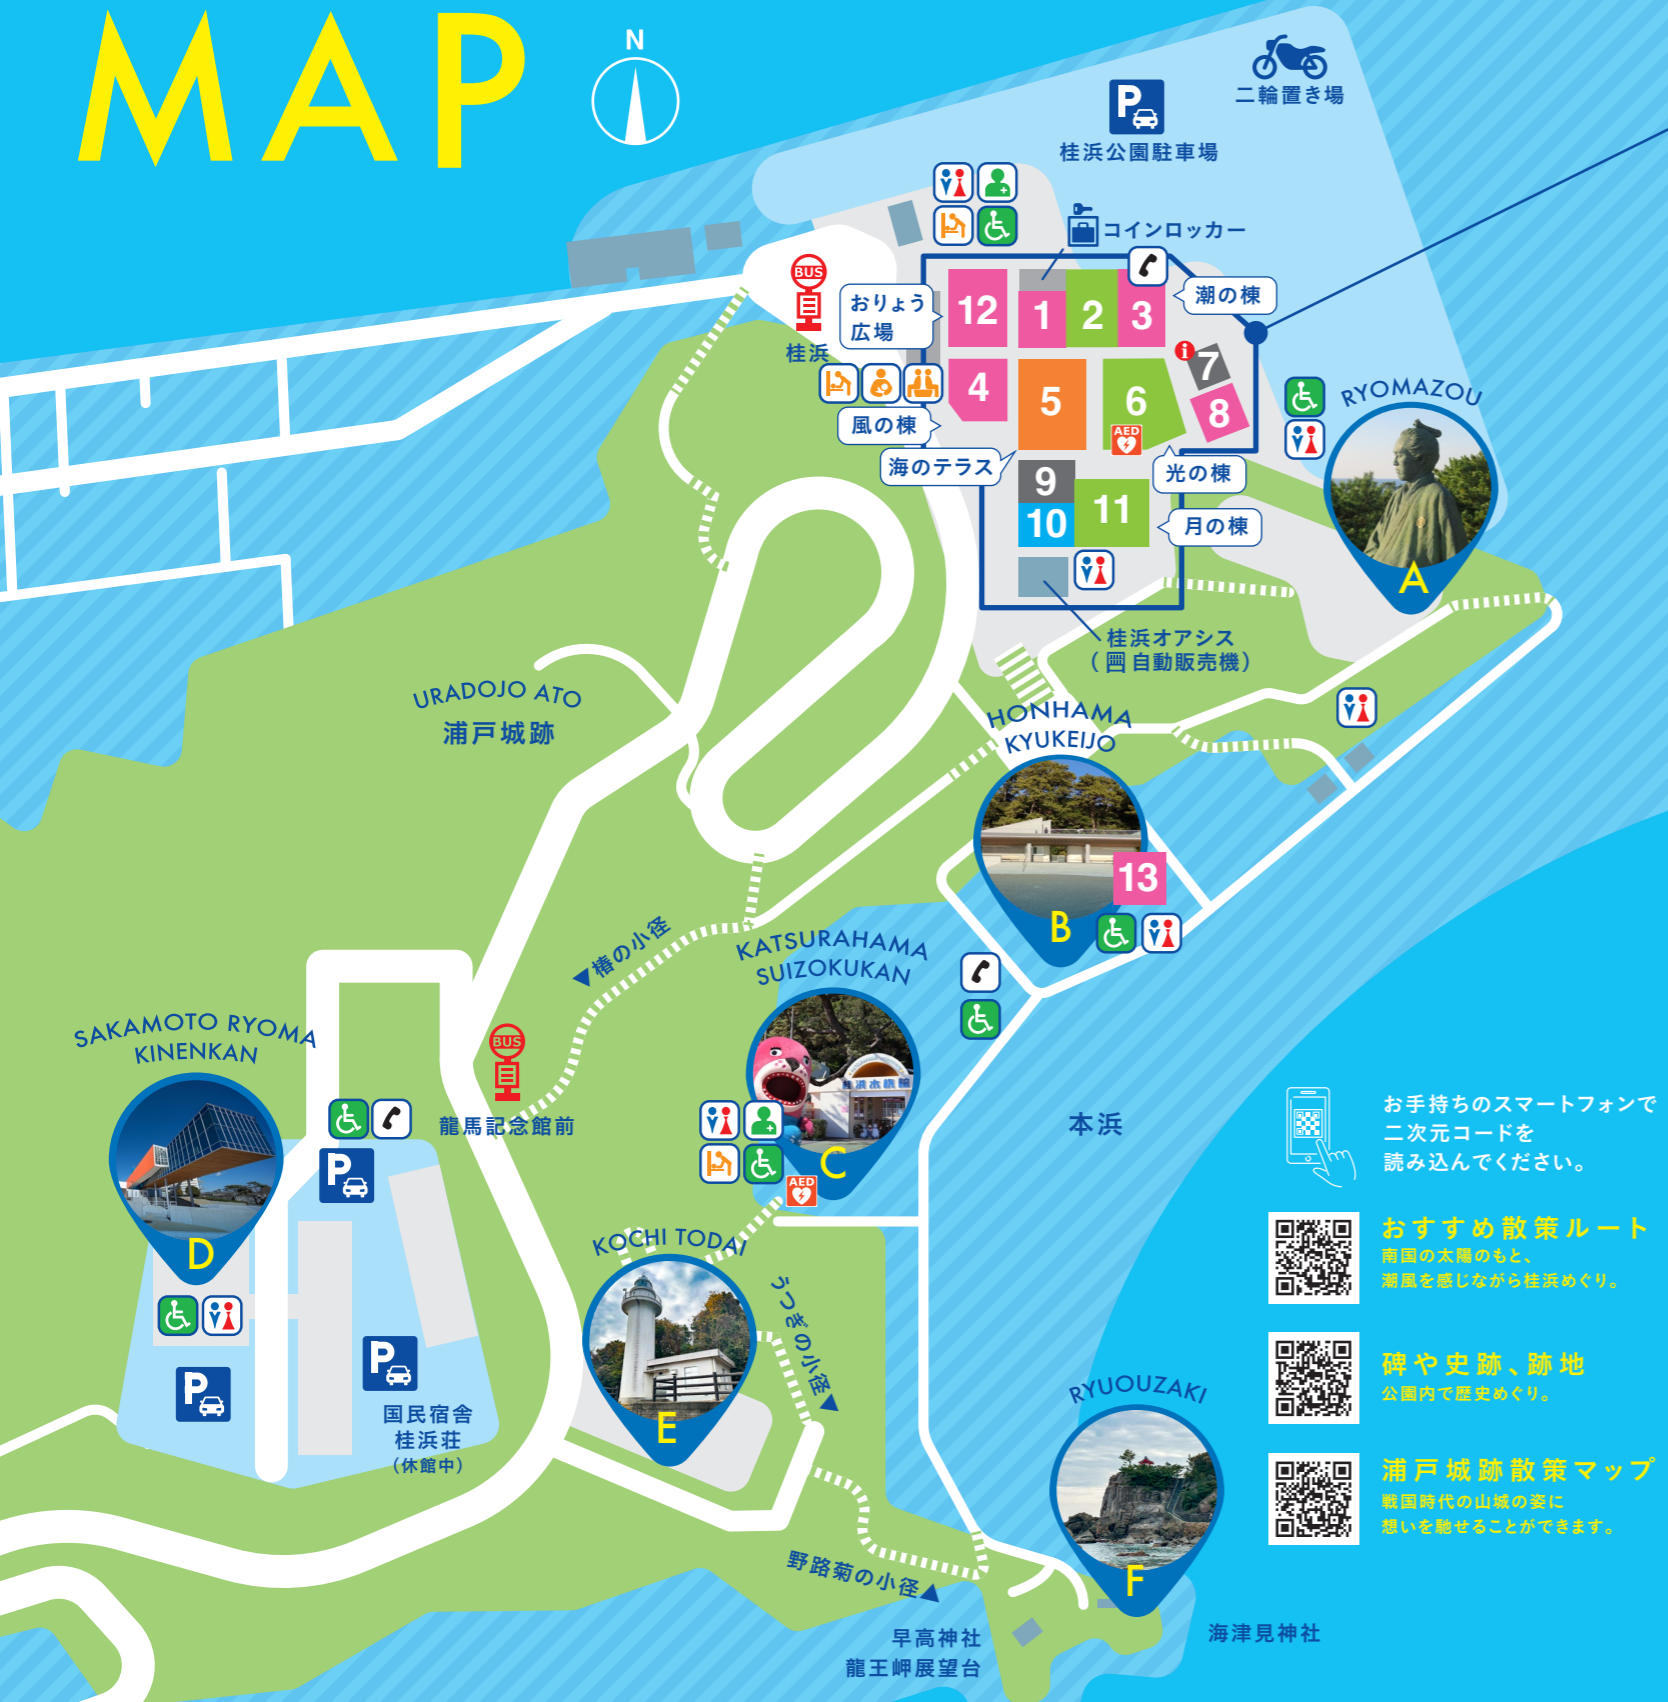 MAP
N
二輪置き場
P
桂浜公園駐車場
コインロッカー
BUS
桂浜
おりょう
広場
12
1
2
3
潮の棟
i
7
4
5
6
8
AED
風の棟
海のテラス
光の棟
9
10
11
月の棟
RYOMAZOU
A
桂浜オアシス
(自動販売機)
URADOJO ATO
浦戸城跡
HONHAMA
KYUKEIJO
13
B
椿の小径
KATSURAHAMA
SUIZOKUKAN
桂浜水族館
C
AED
SAKAMOTO RYOMA
KINENKAN
D
BUS
龍馬記念館前
P
P
P
国民宿舎
桂浜荘
(休館中)
本浜
KOCHI TODAI
E
うつぎの小径
野路菊の小径
RYUOUZAKI
F
早高神社
龍王岬展望台
海津見神社
お手持ちのスマートフォンで
二次元コードを
読み込んでください。
おすすめ散策ルート
南国の太陽のもと、
潮風を感じながら桂浜めぐり。
碑や史跡、跡地
公園内で歴史めぐり。
浦戸城跡散策マップ
戦国時代の山城の姿に
想いを馳せることができます。